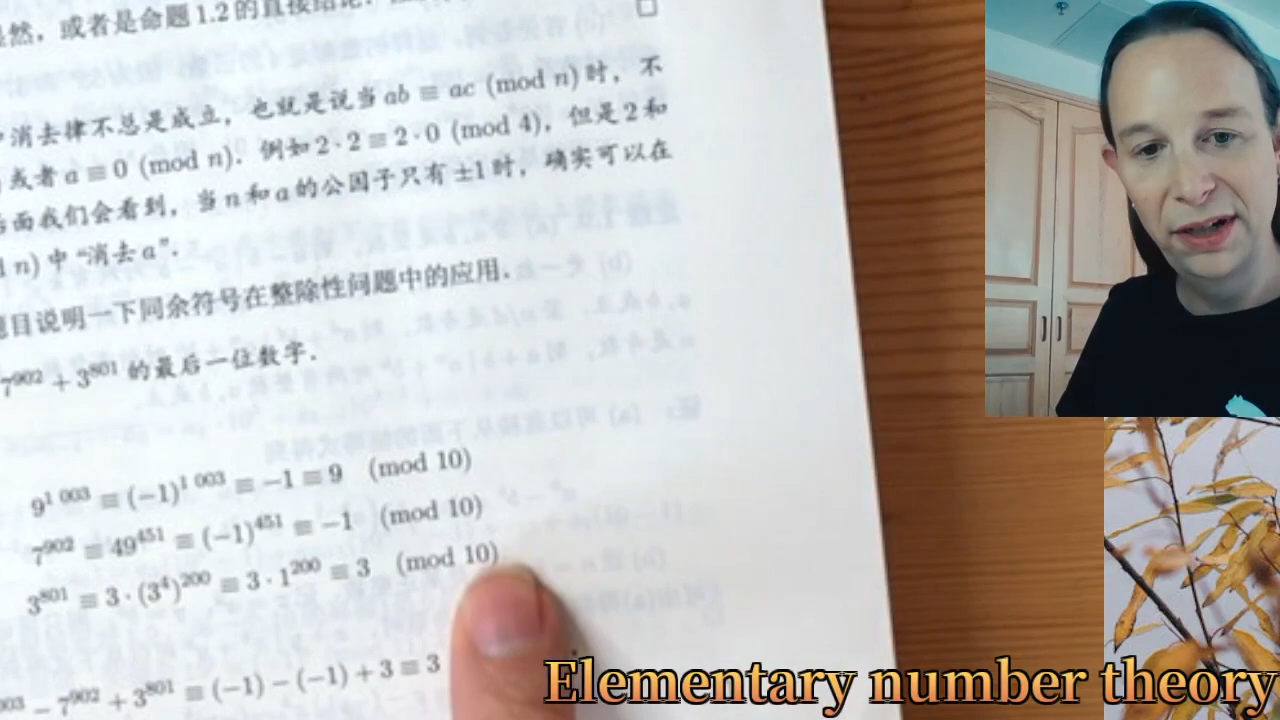 然，或者是命题 1.2 的直接结论．
消去律不总是成立，也就是说当 ab ≡ ac (mod n) 时，不
或者 a ≡ 0 (mod n)．例如 2 · 2 ≡ 2 · 0 (mod 4)，但是 2 和
面我们会看到，当 n 和 a 的公因子只有 ±1 时，确实可以在
n) 中 “消去 a”．
目说明一下同余符号在整除性问题中的应用．
7^902 + 3^801 的最后一位数字．
9^1 003 ≡ (−1)^1 003 ≡ −1 ≡ 9 (mod 10)
7^902 ≡ 49^451 ≡ (−1)^451 ≡ −1 (mod 10)
3^801 ≡ 3 · (3^4)^200 ≡ 3 · 1^200 ≡ 3 (mod 10)
003 − 7^902 + 3^801 ≡ (−1) − (−1) + 3 ≡ 3
Elementary number theory